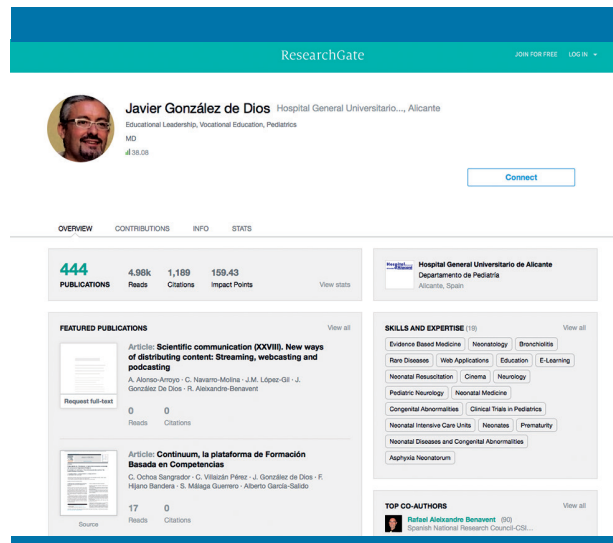 ResearchGate
JOIN FOR FREE LOG IN
Javier González de Dios Hospital General Universitario..., Alicante
Educational Leadership, Vocational Education, Pediatrics
MD
38.08
Connect
OVERVIEW CONTRIBUTIONS INFO STATS
444 4.98k 1,189 159.43
PUBLICATIONS Reads Citations Impact Points View stats
Hospital General Universitario de Alicante
Departamento de Pediatría
Alicante, Spain
FEATURED PUBLICATIONS View all
Article: Scientific communication (XXVIII). New ways
of distributing content: Streaming, webcasting and
podcasting
A. Alonso-Arroyo · C. Navarro-Molina · J.M. López-Gil · J.
González De Dios · R. Aleixandre-Benavent
Request full-text
0 0
Reads Citations
Article: Continuum, la plataforma de Formación
Basada en Competencias
C. Ochoa Sangrador · C. Villaizán Pérez · J. González de Dios · F.
Hijano Bandera · S. Málaga Guerrero · Alberto García-Salido
17 0
Source Reads Citations
SKILLS AND EXPERTISE (19) View all
Evidence Based Medicine Neonatology Bronchiolitis
Rare Diseases Web Applications Education E-Learning
Neonatal Resuscitation Cinema Neurology
Pediatric Neurology Neonatal Medicine
Congenital Abnormalities Clinical Trials in Pediatrics
Neonatal Intensive Care Units Neonates Prematurity
Neonatal Diseases and Congenital Abnormalities
Asphyxia Neonatorum
TOP CO-AUTHORS View all
Rafael Aleixandre Benavent (90)
Spanish National Research Council-CSI...